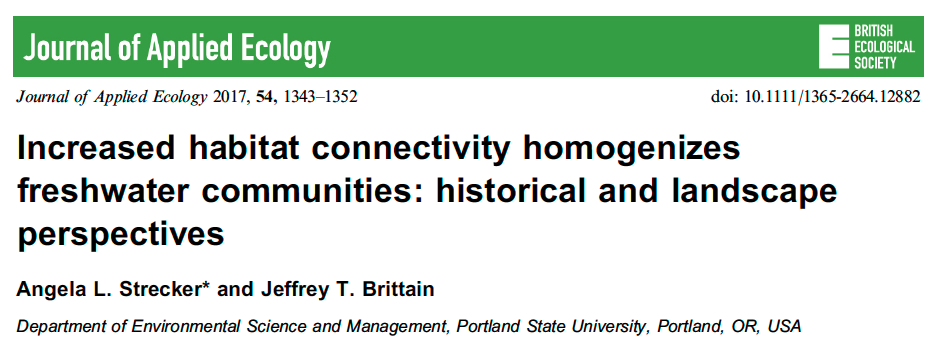 Journal of Applied Ecology
BRITISH
ECOLOGICAL
SOCIETY
Journal of Applied Ecology 2017, 54, 1343–1352
doi: 10.1111/1365-2664.12882
Increased habitat connectivity homogenizes
freshwater communities: historical and landscape
perspectives
Angela L. Strecker* and Jeffrey T. Brittain
Department of Environmental Science and Management, Portland State University, Portland, OR, USA